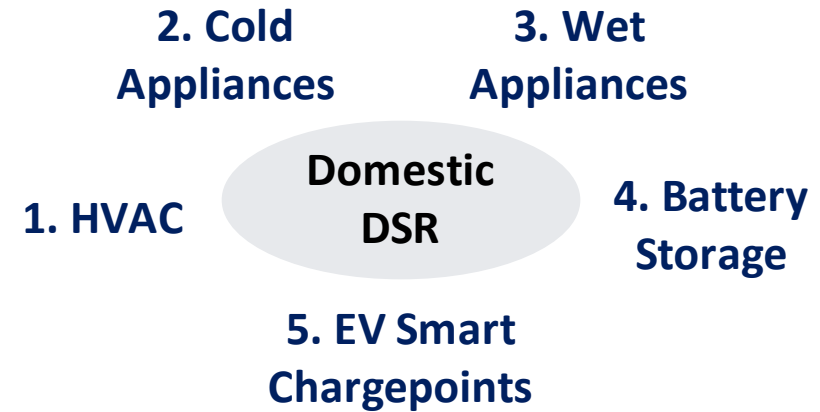 2. Cold
Appliances
3. Wet
Appliances
Domestic
DSR
1. HVAC
4. Battery
Storage
5. EV Smart
Chargepoints